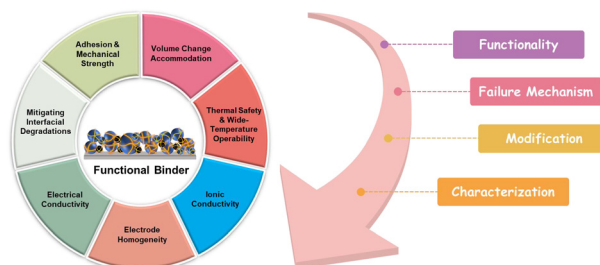 Adhesion &
Mechanical
Strength
Volume Change
Accommodation
Thermal Safety
& Wide-
Temperature
Operability
Ionic
Conductivity
Electrode
Homogeneity
Electrical
Conductivity
Mitigating
Interfacial
Degradations
Functional Binder
Functionality
Failure Mechanism
Modification
Characterization